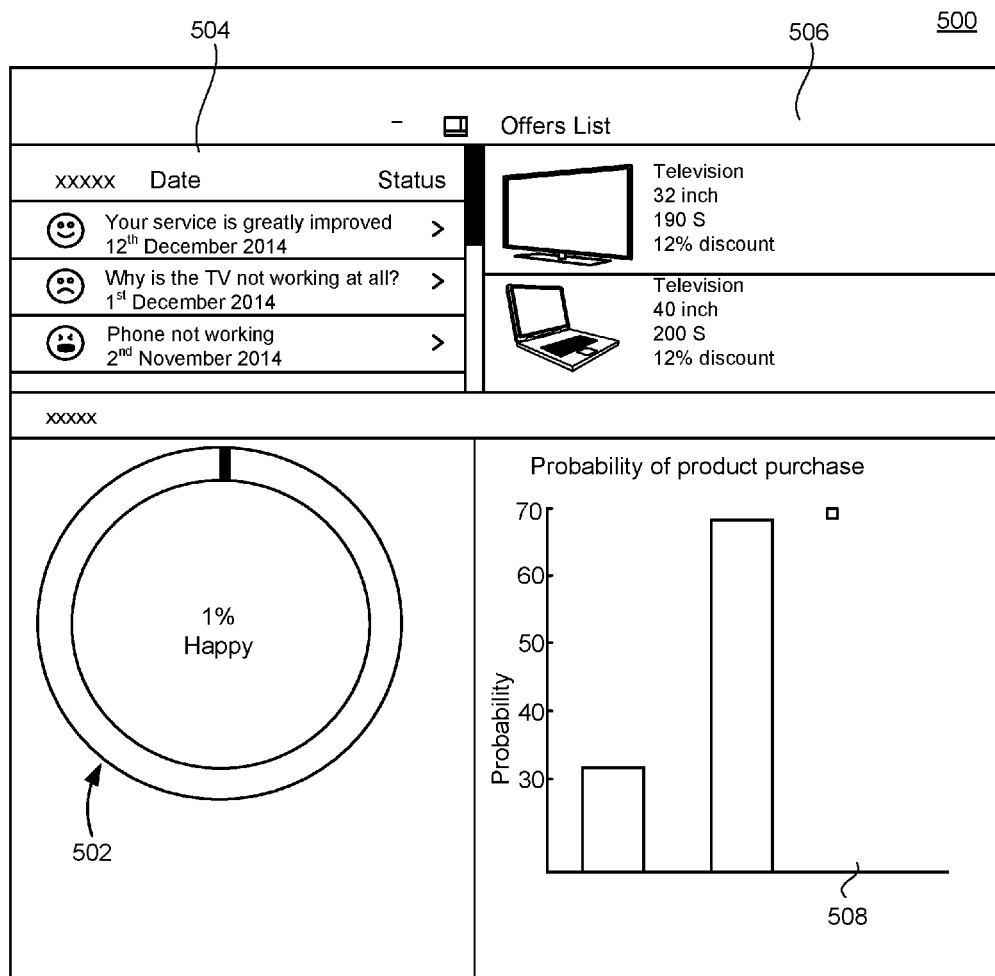 500
504
506
– Offers List
xxxxx Date Status
Your service is greatly improved
12th December 2014
Why is the TV not working at all?
1st December 2014
Phone not working
2nd November 2014
Television
32 inch
190 S
12% discount
Television
40 inch
200 S
12% discount
xxxxx
1%
Happy
502
Probability of product purchase
70
60
50
40
30
Probability
508